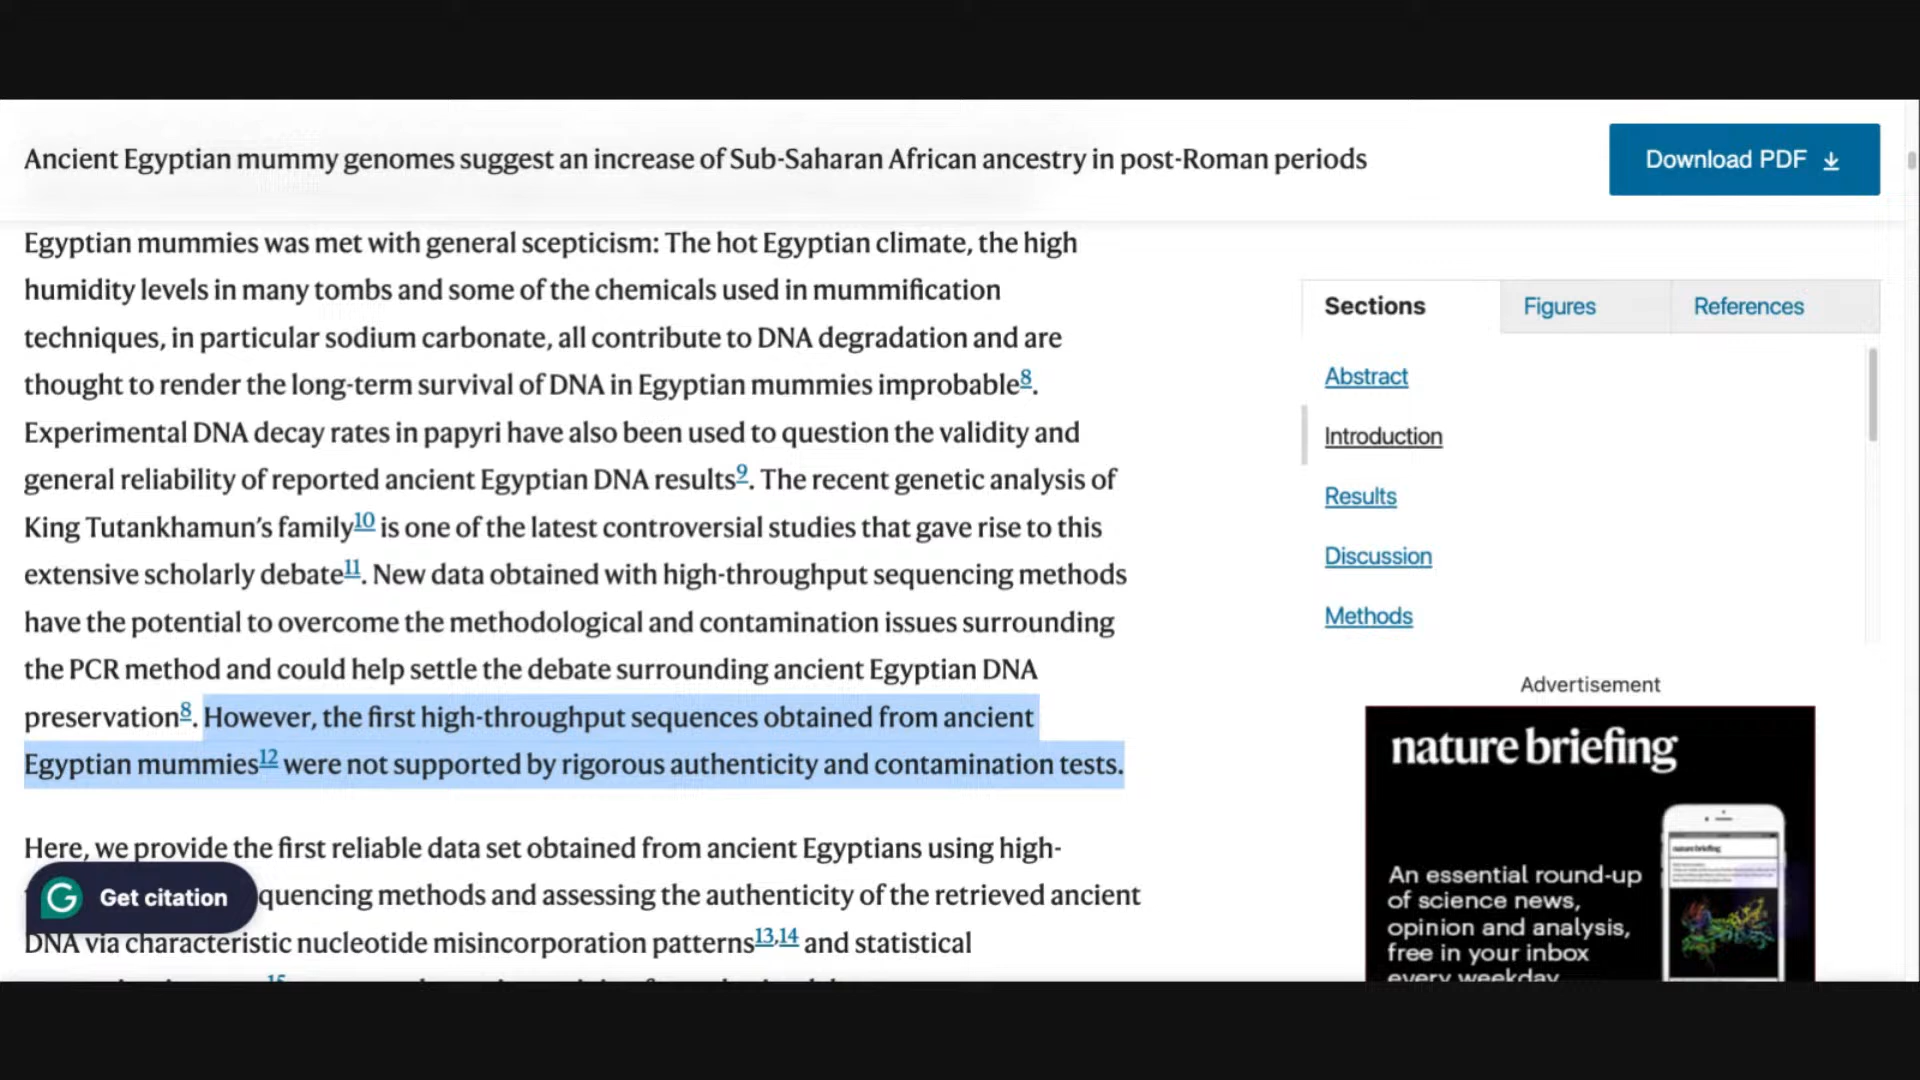 Ancient Egyptian mummy genomes suggest an increase of Sub-Saharan African ancestry in post-Roman periods
Download PDF
Egyptian mummies was met with general scepticism: The hot Egyptian climate, the high
humidity levels in many tombs and some of the chemicals used in mummification
techniques, in particular sodium carbonate, all contribute to DNA degradation and are
thought to render the long-term survival of DNA in Egyptian mummies improbable8.
Experimental DNA decay rates in papyri have also been used to question the validity and
general reliability of reported ancient Egyptian DNA results9. The recent genetic analysis of
King Tutankhamun's family10 is one of the latest controversial studies that gave rise to this
extensive scholarly debate11. New data obtained with high-throughput sequencing methods
have the potential to overcome the methodological and contamination issues surrounding
the PCR method and could help settle the debate surrounding ancient Egyptian DNA
preservation8. However, the first high-throughput sequences obtained from ancient
Egyptian mummies12 were not supported by rigorous authenticity and contamination tests.
Here, we provide the first reliable data set obtained from ancient Egyptians using high-
quencing methods and assessing the authenticity of the retrieved ancient
DNA via characteristic nucleotide misincorporation patterns13,14 and statistical
15
Get citation
Sections
Figures
References
Abstract
Introduction
Results
Discussion
Methods
Advertisement
nature briefing
An essential round-up
of science news,
opinion and analysis,
free in your inbox
every weekday
nature briefing